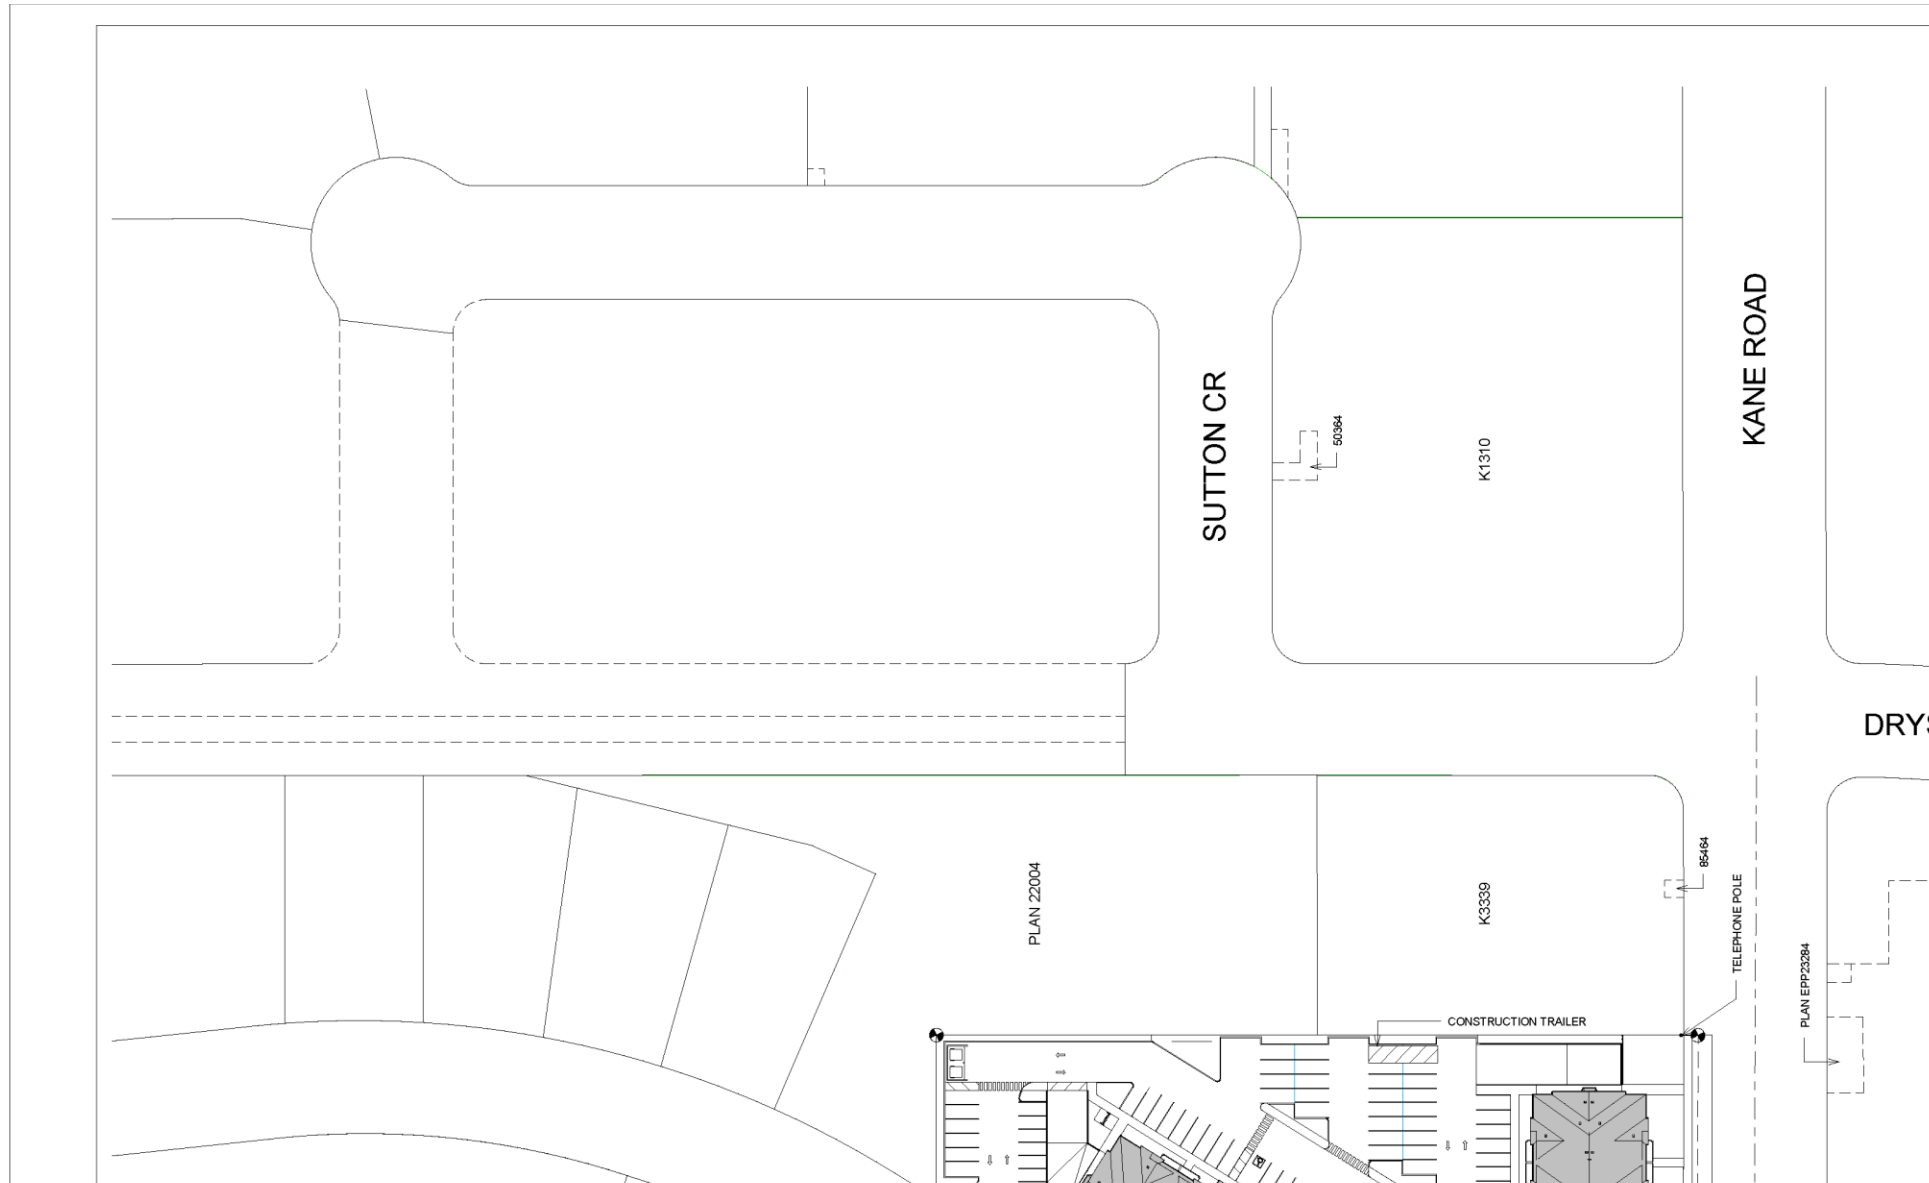 KANE ROAD
SUTTON CR
50364
K1310
DRYS
85464
PLAN 22004
K3339
TELEPHONE POLE
PLAN EPP23284
CONSTRUCTION TRAILER